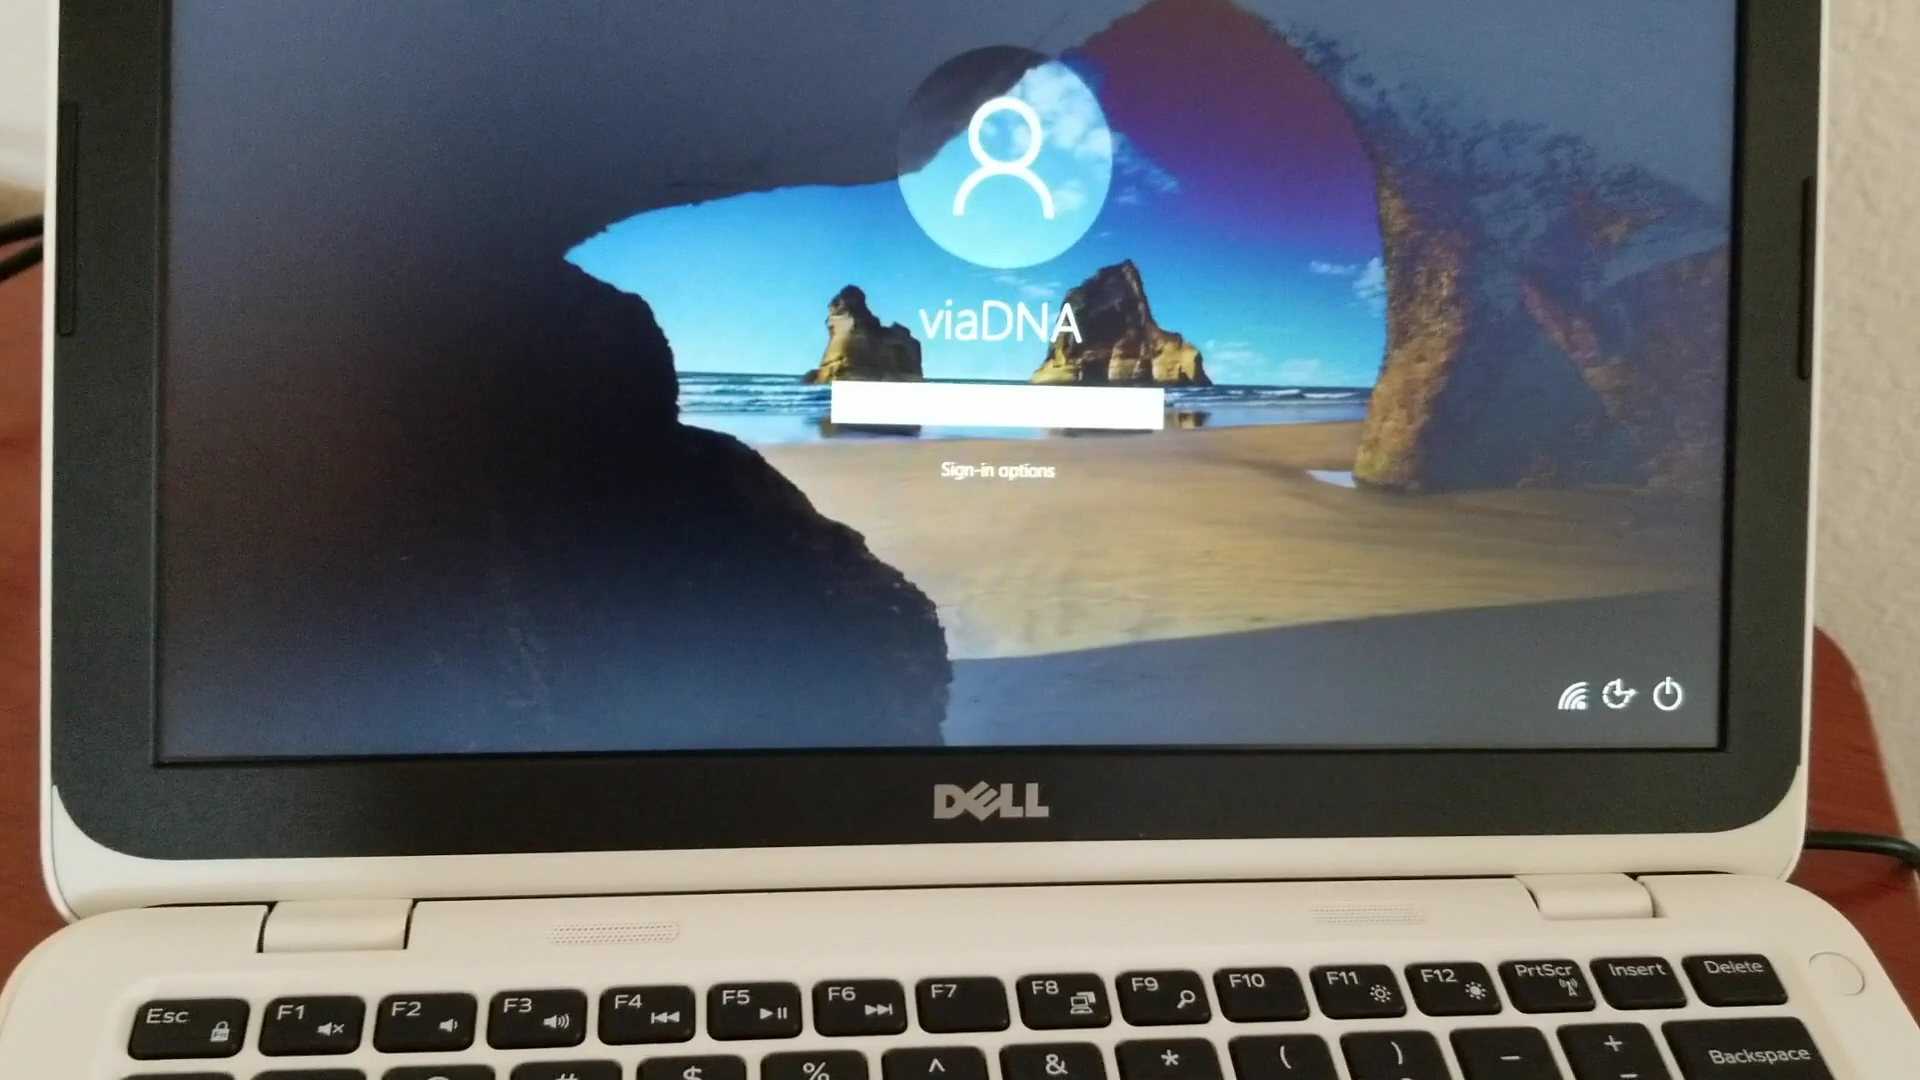 viaDNA
Sign-in options
DELL
Esc F1 F2 F3 F4 F5 F6 F7 F8 F9 F10 F11 F12 PrtScr Insert Delete
# $ % ^ & * ( ) — + Backspace